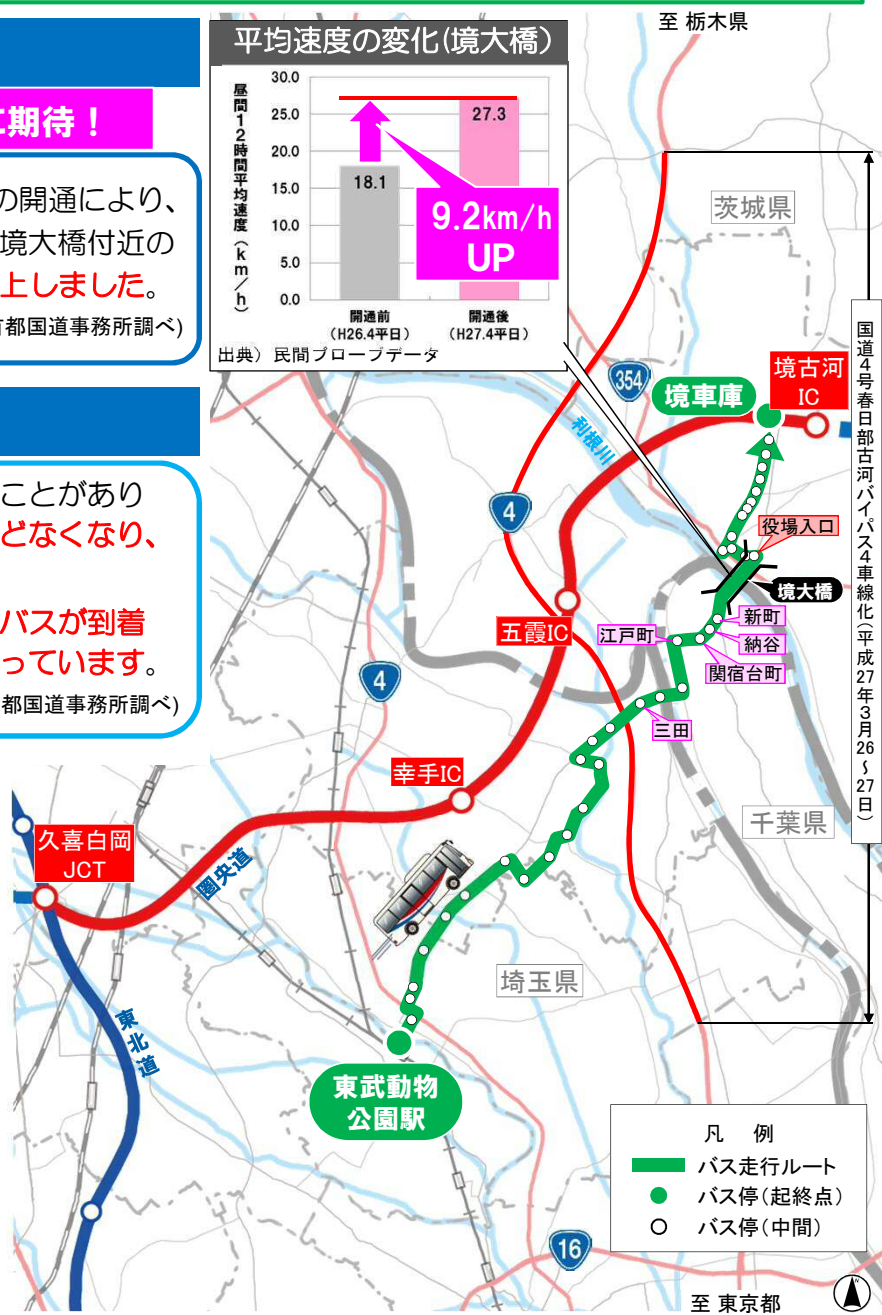 至 栃木県
に期待！
の開通により、
境大橋付近の
上しました。
首都国道事務所調べ)
ことがあり
どなくなり、
バスが到着
っています。
都国道事務所調べ)
平均速度の変化(境大橋)
昼間12時間平均速度(km/h)
30.0
25.0
20.0
15.0
10.0
5.0
0.0
18.1
27.3
9.2km/h
UP
開通前
(H26.4平日)
開通後
(H27.4平日)
出典) 民間プローブデータ
茨城県
国道4号春日部古河バイパス4車線化(平成27年3月26～27日)
354
境車庫
境古河
IC
利根川
4
役場入口
境大橋
五霞IC
江戸町
新町
納谷
関宿台町
4
三田
幸手IC
千葉県
久喜白岡
JCT
圏央道
埼玉県
東北道
東武動物
公園駅
凡 例
バス走行ルート
バス停(起終点)
バス停(中間)
16
至 東京都
N